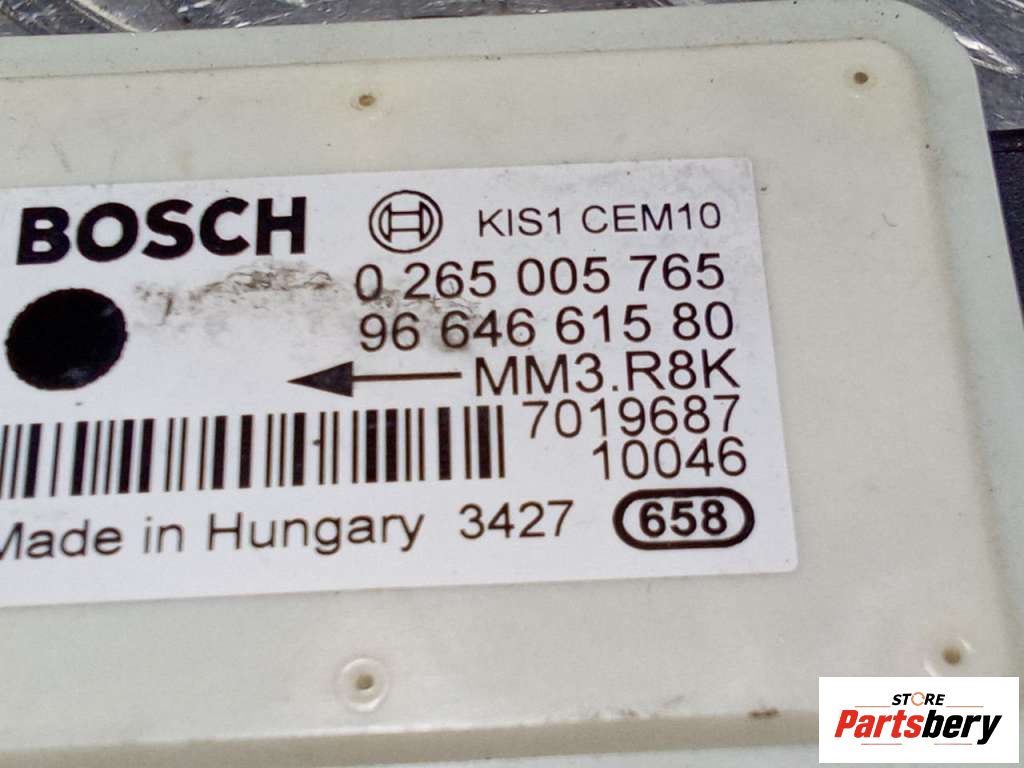 BOSCH KIS1 CEM10
0 265 005 765
96 646 615 80
MM3.R8K
7019687
10046
Made in Hungary 3427 658
STORE
Partsbery